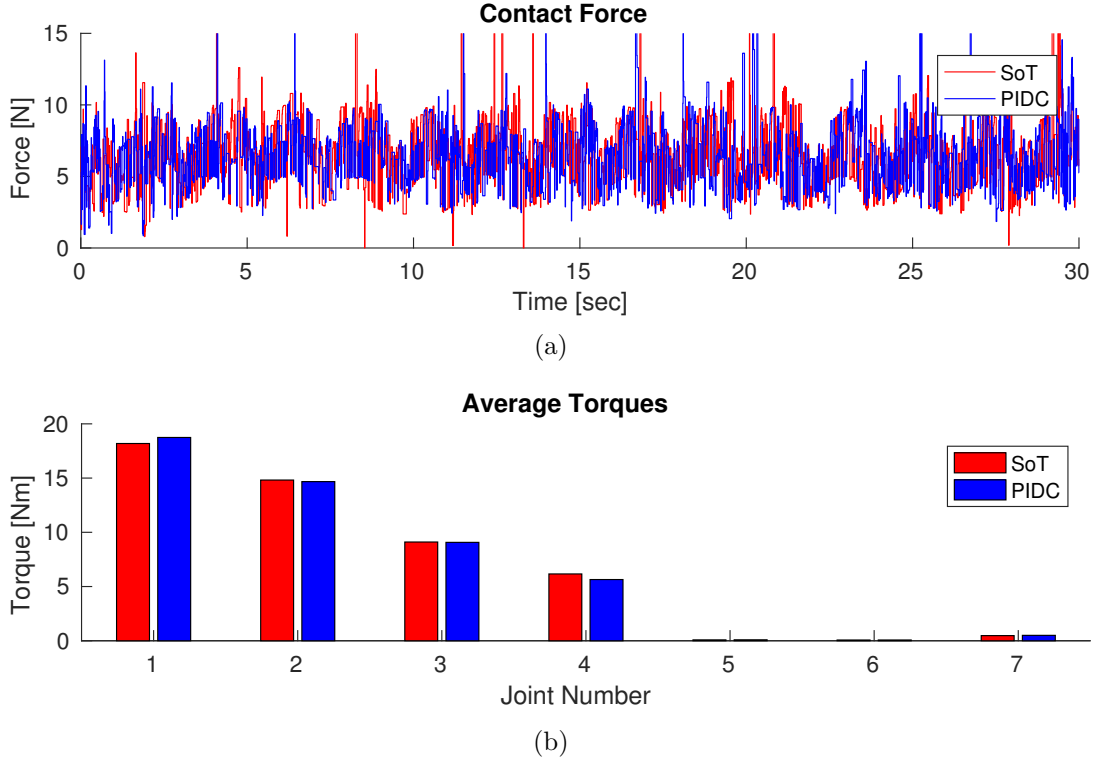 Contact Force
15
10
5
0
Force [N]
SoT
PIDC
0 5 10 15 20 25 30
Time [sec]
(a)
Average Torques
20
15
10
5
0
Torque [Nm]
SoT
PIDC
1 2 3 4 5 6 7
Joint Number
(b)